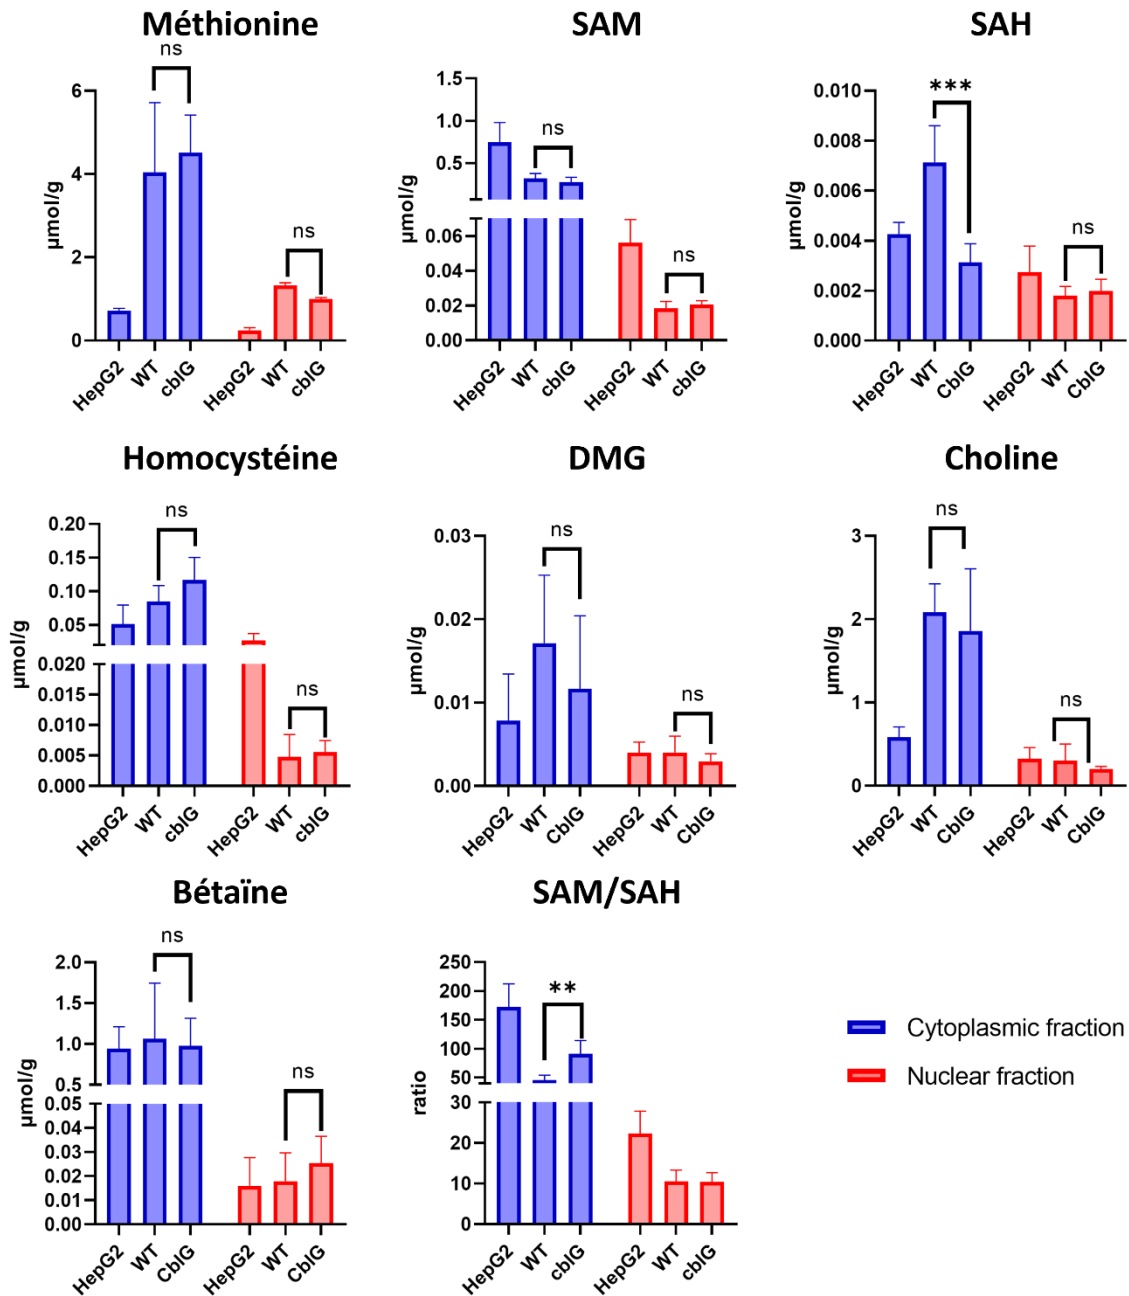 Méthionine
ns
ns
6
4
2
0
µmol/g
HepG2
WT
cblG
HepG2
WT
cblG
SAM
ns
ns
1.5
1.0
0.5
0.06
0.04
0.02
0.00
µmol/g
HepG2
WT
cblG
HepG2
WT
cblG
SAH
***
ns
0.010
0.008
0.006
0.004
0.002
0.000
µmol/g
HepG2
WT
CblG
HepG2
WT
CblG
Homocystéine
ns
ns
0.20
0.15
0.10
0.05
0.020
0.015
0.010
0.005
0.000
µmol/g
HepG2
WT
cblG
HepG2
WT
cblG
DMG
ns
ns
0.03
0.02
0.01
0.00
µmol/g
HepG2
WT
CblG
HepG2
WT
CblG
Choline
ns
ns
3
2
1
0
µmol/g
HepG2
WT
CblG
HepG2
WT
CblG
Bétaïne
ns
ns
2.0
1.5
1.0
0.5
0.05
0.04
0.03
0.02
0.01
0.00
µmol/g
HepG2
WT
CblG
HepG2
WT
CblG
SAM/SAH
**
250
200
150
100
50
30
20
10
0
ratio
HepG2
WT
cblG
HepG2
WT
cblG
Cytoplasmic fraction
Nuclear fraction